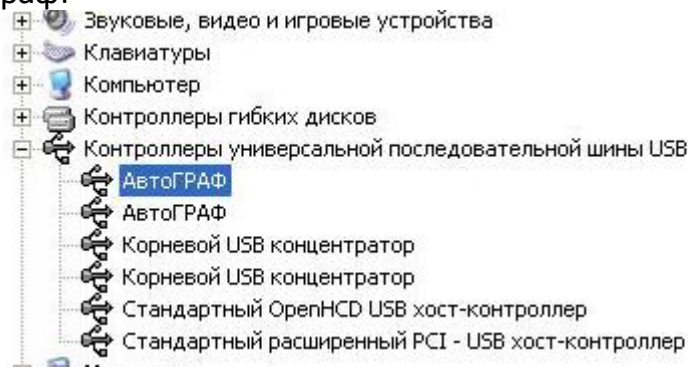 Звуковые, видео и игровые устройства
Клавиатуры
Компьютер
Контроллеры гибких дисков
Контроллеры универсальной последовательной шины USB
АвтоГРАФ
АвтоГРАФ
Корневой USB концентратор
Корневой USB концентратор
Стандартный OpenHCD USB хост-контроллер
Стандартный расширенный PCI - USB хост-контроллер